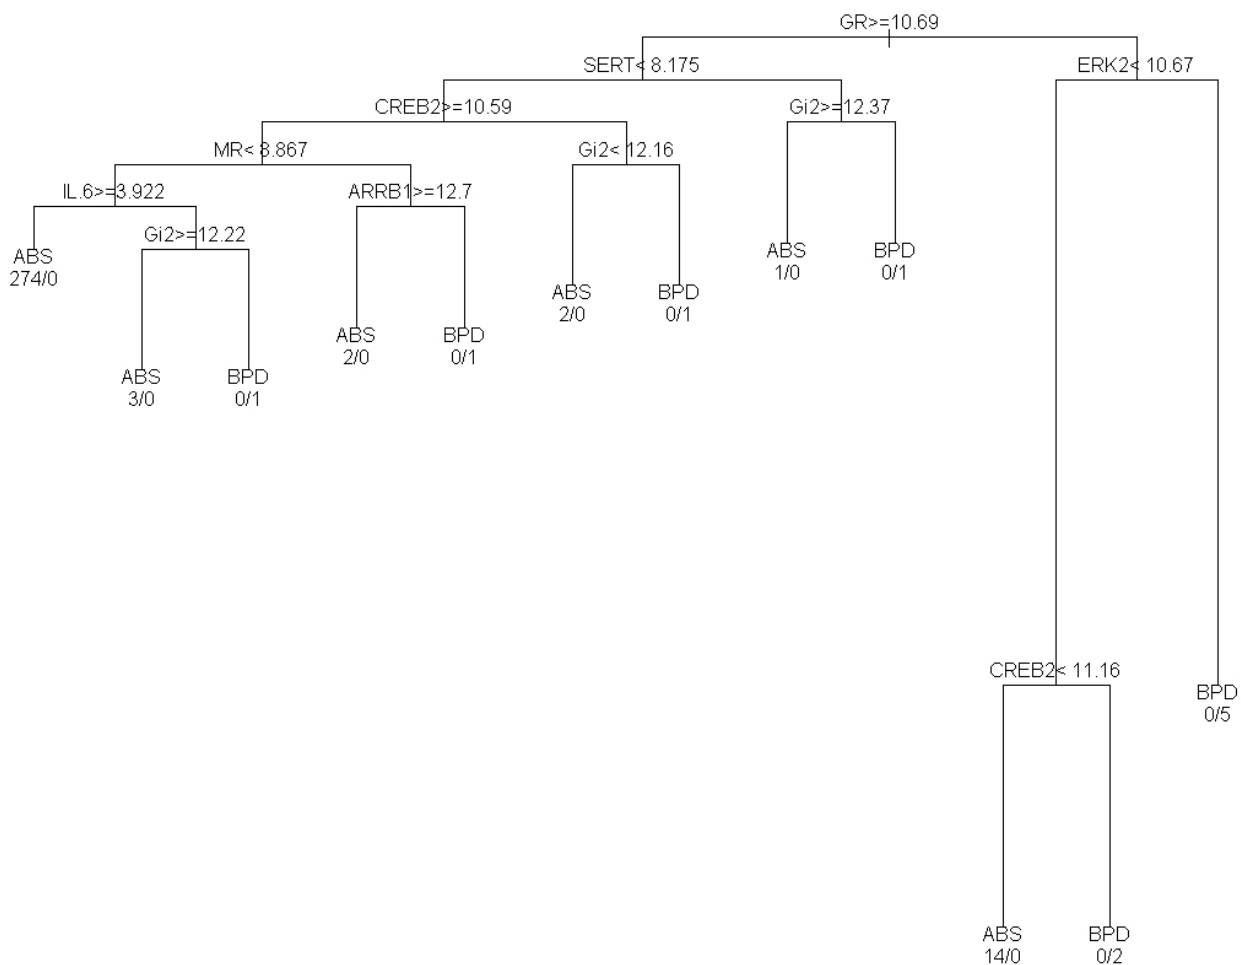 GR>=10.69
SERT< 8.175
ERK2< 10.67
CREB2>=10.59
Gi2>=12.37
MR< 8.867
Gi2< 12.16
IL.6>=3.922
ARRB1>=12.7
Gi2>=12.22
ABS
274/0
ABS
1/0
BPD
0/1
ABS
2/0
BPD
0/1
ABS
2/0
BPD
0/1
ABS
3/0
BPD
0/1
CREB2< 11.16
BPD
0/5
ABS
14/0
BPD
0/2